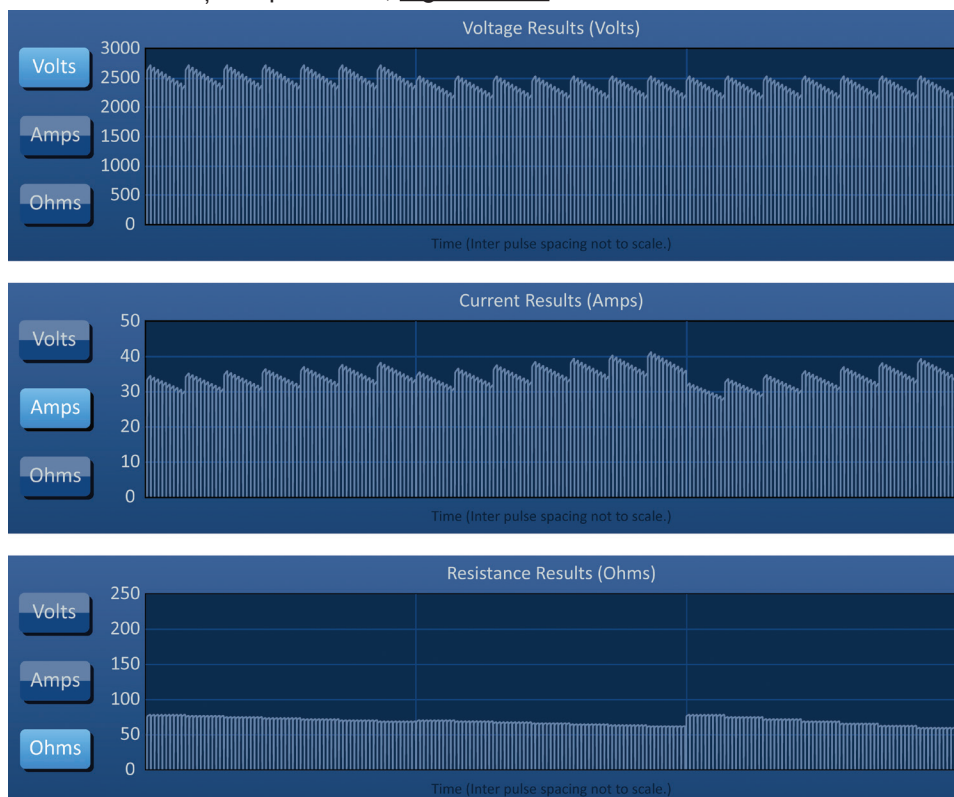 Voltage Results (Volts)
Volts
Amps
Ohms
3000
2500
2000
1500
1000
500
0
Time (Inter pulse spacing not to scale.)
Current Results (Amps)
Volts
Amps
Ohms
50
40
30
20
10
0
Time (Inter pulse spacing not to scale.)
Resistance Results (Ohms)
Volts
Amps
Ohms
250
200
150
100
50
0
Time (Inter pulse spacing not to scale.)